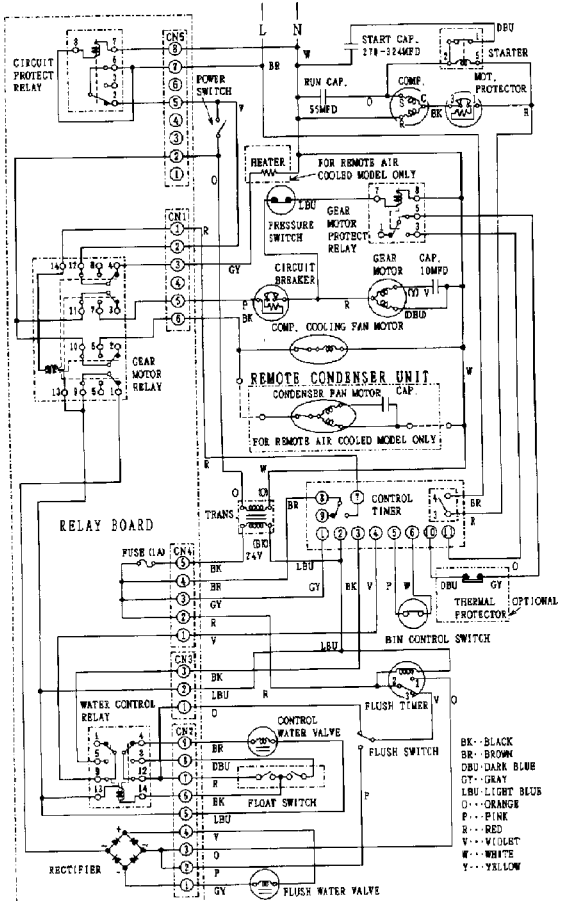 L N
DBU
START CAP.
270-324MFD
STARTER
CN5
CIRCUIT
PROTECT
RELAY
BR
W
POWER
SWITCH
V
RUN CAP.
55MFD
O
COMP.
S
C
R
BK
MOT.
PROTECTOR
O
HEATER
FOR REMOTE AIR
COOLED MODEL ONLY
LBU
PRESSURE
SWITCH
GEAR
MOTOR
PROTECT
RELAY
CN1
R
GY
CIRCUIT
BREAKER
P
BK
R
GEAR
MOTOR
CAP.
10MFD
(Y) V
(DBU)
COMP. COOLING FAN MOTOR
GEAR
MOTOR
RELAY
REMOTE CONDENSER UNIT
CONDENSER FAN MOTOR
CAP.
FOR REMOTE AIR COOLED MODEL ONLY
W
R
O
W
(O)
TRANS.
(BK)
24V
BR
CONTROL
TIMER
BR
R
RELAY BOARD
FUSE (1A)
CN4
BK
BR
GY
R
V
LBU
GY
BK
V
P
W
DBU
GY
O
THERMAL
PROTECTOR
OPTIONAL
BIN CONTROL SWITCH
CN3
BK
LBU
O
LBU
R
FLUSH TIMER
V
O
WATER CONTROL
RELAY
CN2
BR
DBU
R
BK
LBU
V
O
P
GY
CONTROL
WATER VALVE
FLUSH SWITCH
FLOAT SWITCH
P
RECTIFIER
FLUSH WATER VALVE
BK··BLACK
BR··BROWN
DBU·DARK BLUE
GY··GRAY
LBU·LIGHT BLUE
O···ORANGE
P···PINK
R···RED
V···VIOLET
W···WHITE
Y···YELLOW